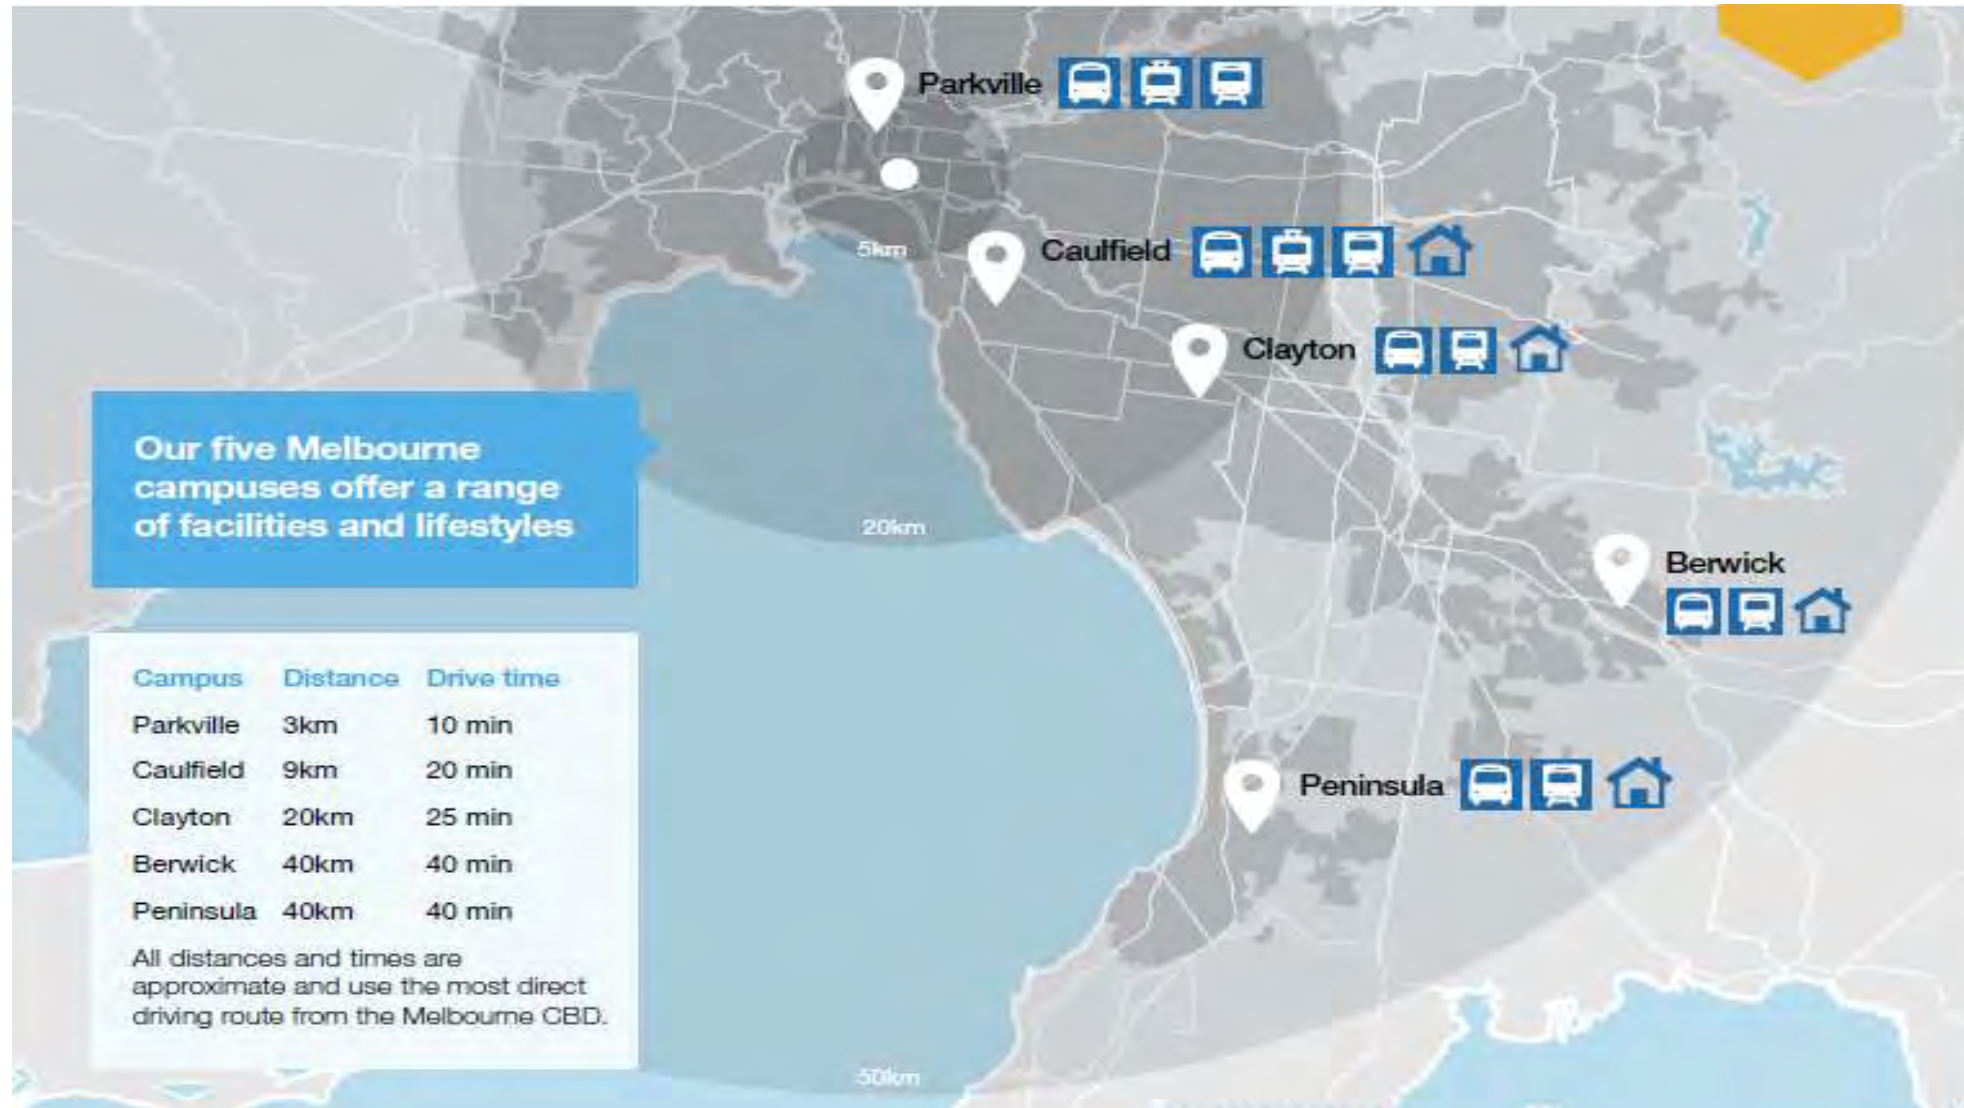 Parkville
5km
Caulfield
Clayton
Our five Melbourne
campuses offer a range
of facilities and lifestyles
20km
Berwick
Peninsula
Campus Distance Drive time
Parkville 3km 10 min
Caulfield 9km 20 min
Clayton 20km 25 min
Berwick 40km 40 min
Peninsula 40km 40 min
All distances and times are
approximate and use the most direct
driving route from the Melbourne CBD.
50km